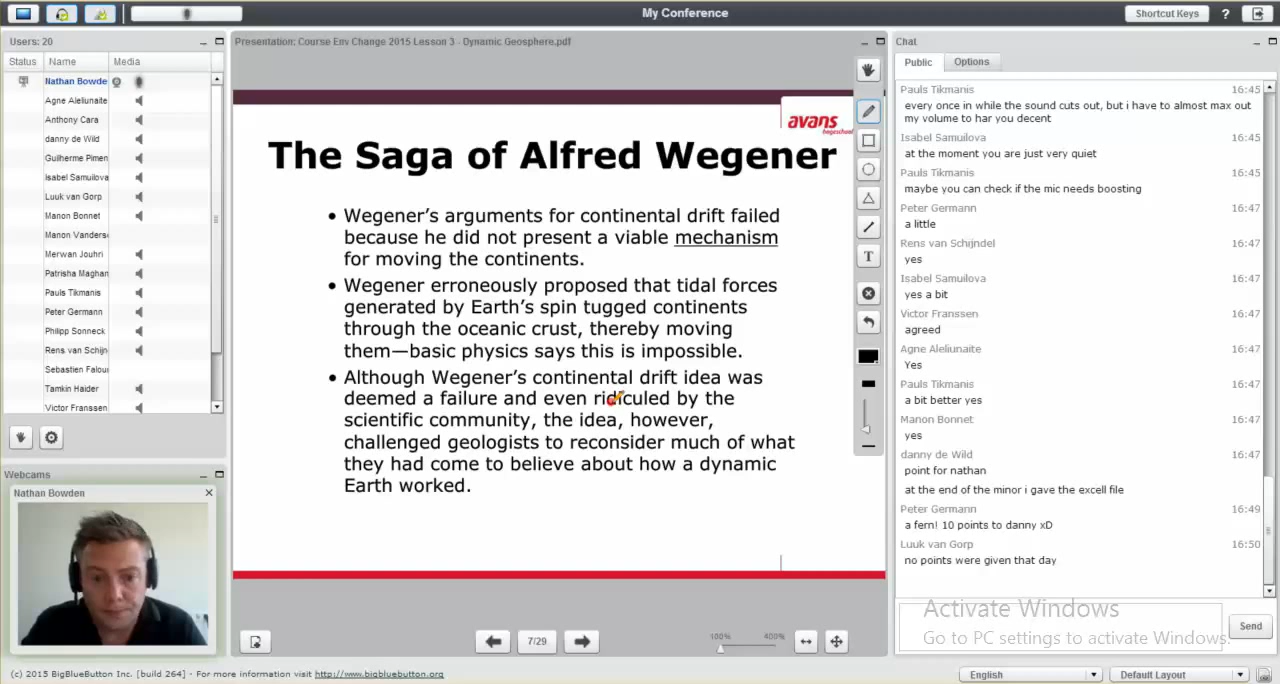 My Conference
Shortcut Keys
?
Users: 20
Status Name Media
Nathan Bowde
Agne Aleliunaite
Anthony Cara
danny de Wild
Guilherme Pimen
Isabel Samuilova
Luuk van Gorp
Manon Bonnet
Manon Vanders
Merwan Jouhri
Patrisha Maghan
Pauls Tikmanis
Peter Germann
Philipp Sonneck
Rens van Schijn
Sebastien Falou
Tamkin Haider
Victor Franssen
Webcams
Nathan Bowden
Presentation: Course Env Change 2015 Lesson 3 - Dynamic Geosphere.pdf
avans
hogeschool
The Saga of Alfred Wegener
• Wegener’s arguments for continental drift failed
because he did not present a viable mechanism
for moving the continents.
• Wegener erroneously proposed that tidal forces
generated by Earth’s spin tugged continents
through the oceanic crust, thereby moving
them—basic physics says this is impossible.
• Although Wegener’s continental drift idea was
deemed a failure and even ridiculed by the
scientific community, the idea, however,
challenged geologists to reconsider much of what
they had come to believe about how a dynamic
Earth worked.
T
7/29
100% 400%
Chat
Public Options
Pauls Tikmanis 16:45
every once in while the sound cuts out, but i have to almost max out
my volume to har you decent
Isabel Samuilova 16:45
at the moment you are just very quiet
Pauls Tikmanis 16:45
maybe you can check if the mic needs boosting
Peter Germann 16:47
a little
Rens van Schijndel 16:47
yes
Isabel Samuilova 16:47
yes a bit
Victor Franssen 16:47
agreed
Agne Aleliunaite 16:47
Yes
Pauls Tikmanis 16:47
a bit better yes
Manon Bonnet 16:47
yes
danny de Wild 16:47
point for nathan
at the end of the minor i gave the excell file
Peter Germann 16:49
a fern! 10 points to danny xD
Luuk van Gorp 16:50
no points were given that day
Activate Windows
Go to PC settings to activate Windows.
Send
(c) 2015 BigBlueButton Inc. [build 264] - For more information visit http://www.bigbluebutton.org
English
Default Layout